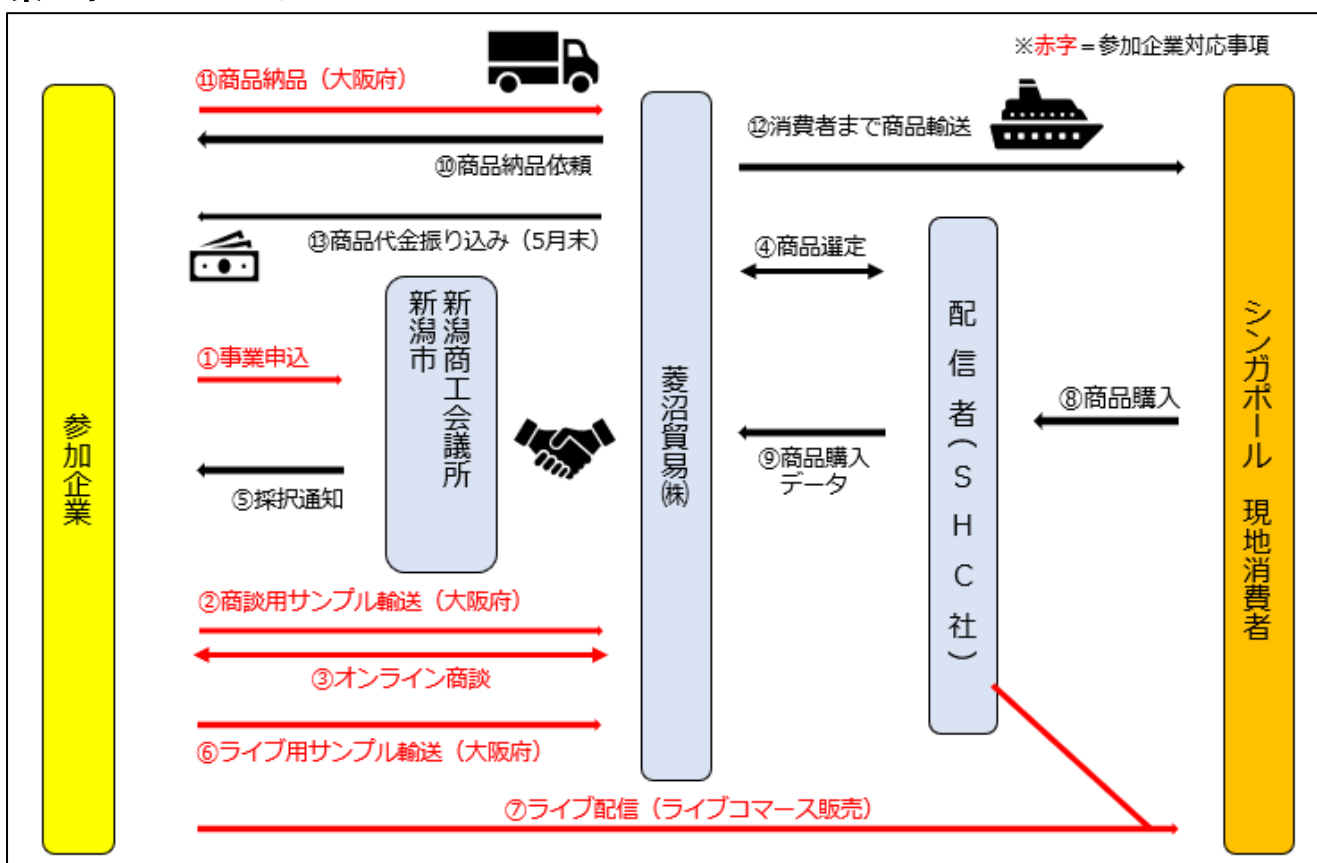 ※赤字＝参加企業対応事項
⑪商品納品（大阪府）
⑩商品納品依頼
⑬商品代金振り込み（5月末）
①事業申込
⑤採択通知
②商談用サンプル輸送（大阪府）
③オンライン商談
⑥ライブ用サンプル輸送（大阪府）
⑦ライブ配信（ライブコマース販売）
参加企業
新潟商工会議所
新潟市
菱沼貿易㈱
⑫消費者まで商品輸送
④商品選定
⑨商品購入
データ
配信者（ＳＨＣ社）
⑧商品購入
シンガポール　現地消費者